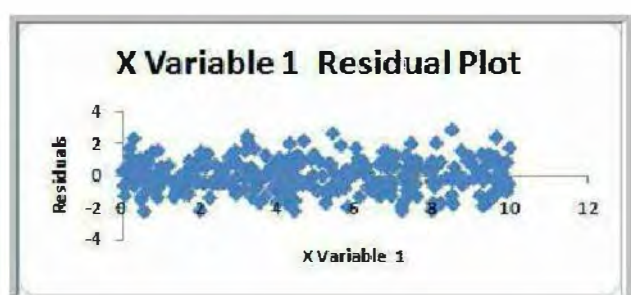 X Variable 1 Residual Plot
4
2
0
-2
-4
Residuals
0 2 4 6 8 10 12
X Variable 1